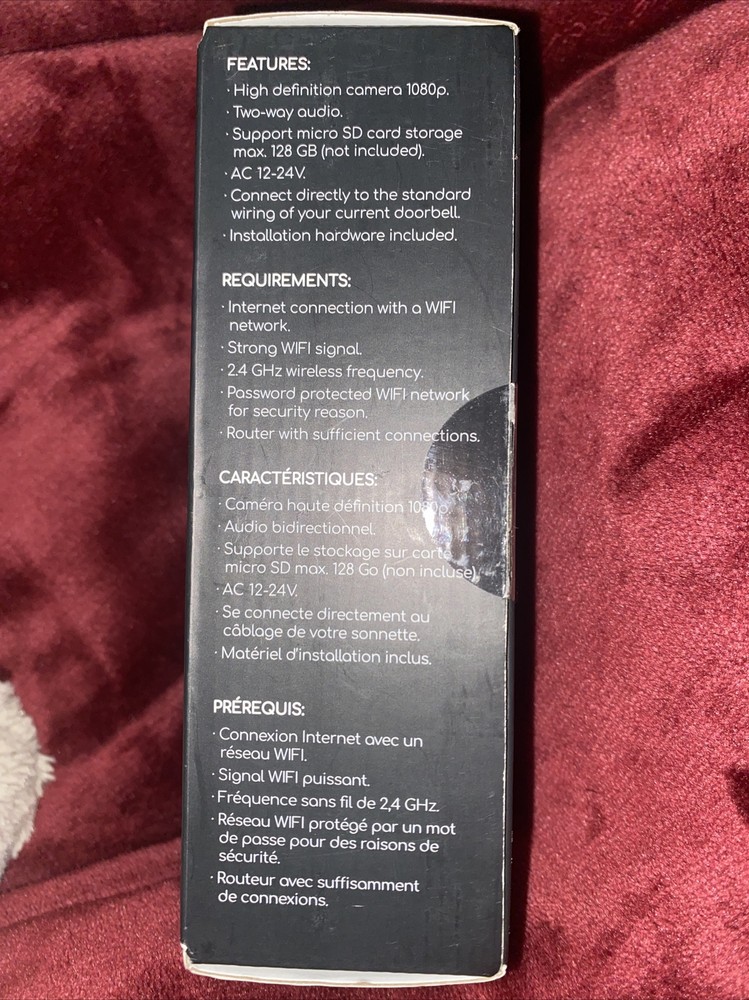 FEATURES:
· High definition camera 1080p.
· Two-way audio.
· Support micro SD card storage
max. 128 GB (not included).
· AC 12-24V.
· Connect directly to the standard
wiring of your current doorbell.
· Installation hardware included.
REQUIREMENTS:
· Internet connection with a WIFI
network.
· Strong WIFI signal.
· 2.4 GHz wireless frequency.
· Password protected WIFI network
for security reason.
· Router with sufficient connections.
CARACTÉRISTIQUES:
· Caméra haute définition 1080p.
· Audio bidirectionnel.
· Supporte le stockage sur carte
micro SD max. 128 Go (non incluse).
· AC 12-24V.
· Se connecte directement au
câblage de votre sonnette.
· Matériel d'installation inclus.
PRÉREQUIS:
· Connexion Internet avec un
réseau WIFI.
· Signal WIFI puissant.
· Fréquence sans fil de 2,4 GHz.
· Réseau WIFI protégé par un mot
de passe pour des raisons de
sécurité.
· Routeur avec suffisamment
de connexions.